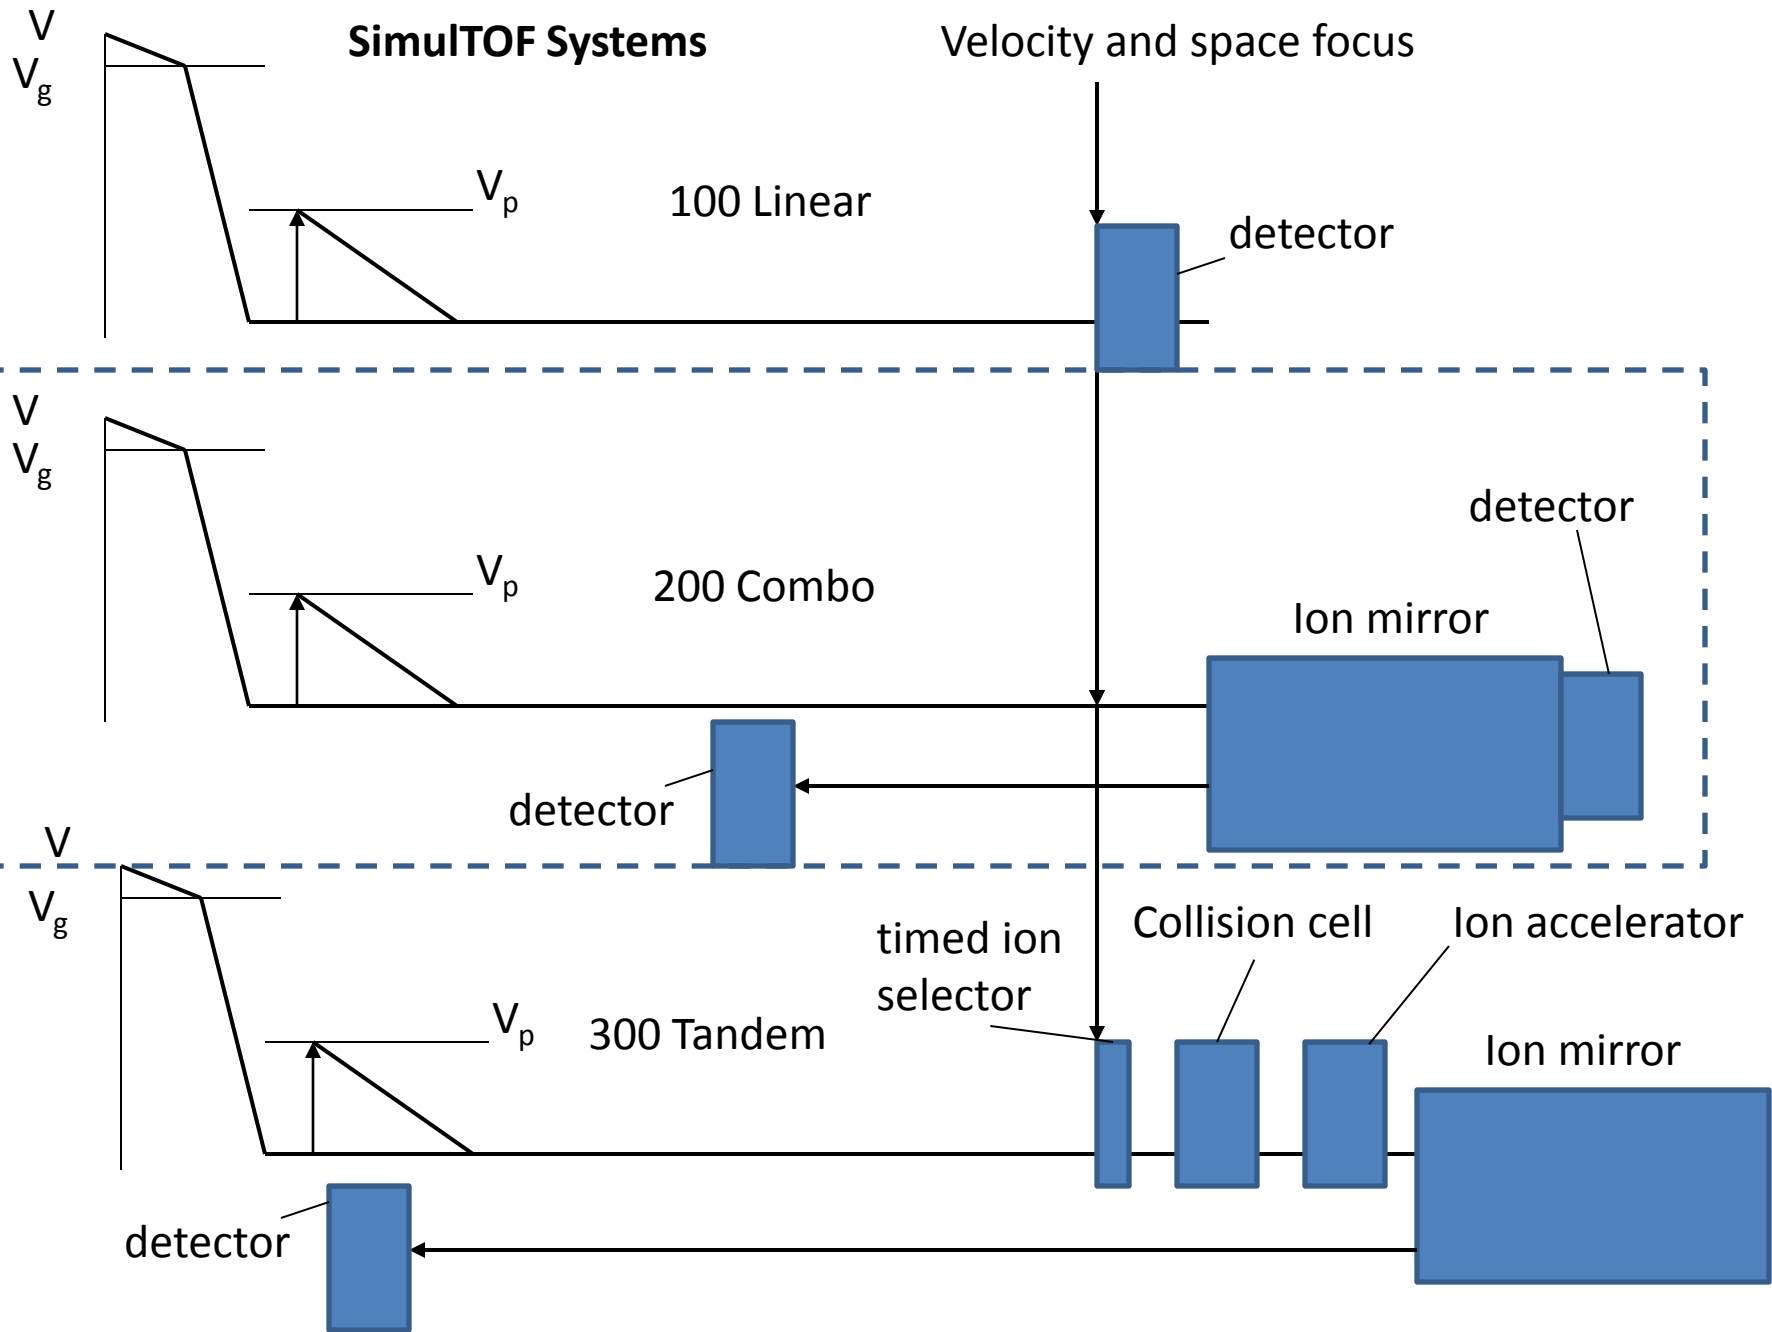 SimulTOF Systems
Velocity and space focus
V
Vg
Vp
100 Linear
detector
V
Vg
Vp
200 Combo
detector
Ion mirror
detector
V
Vg
timed ion
selector
Collision cell
Ion accelerator
Vp
300 Tandem
Ion mirror
detector